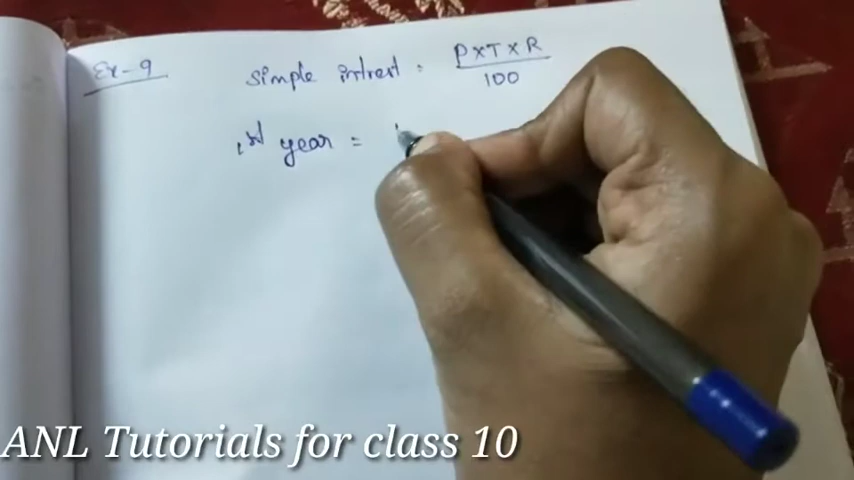 Ex-9
Simple intrest = P×T×R
100
1st year =
ANL Tutorials for class 10